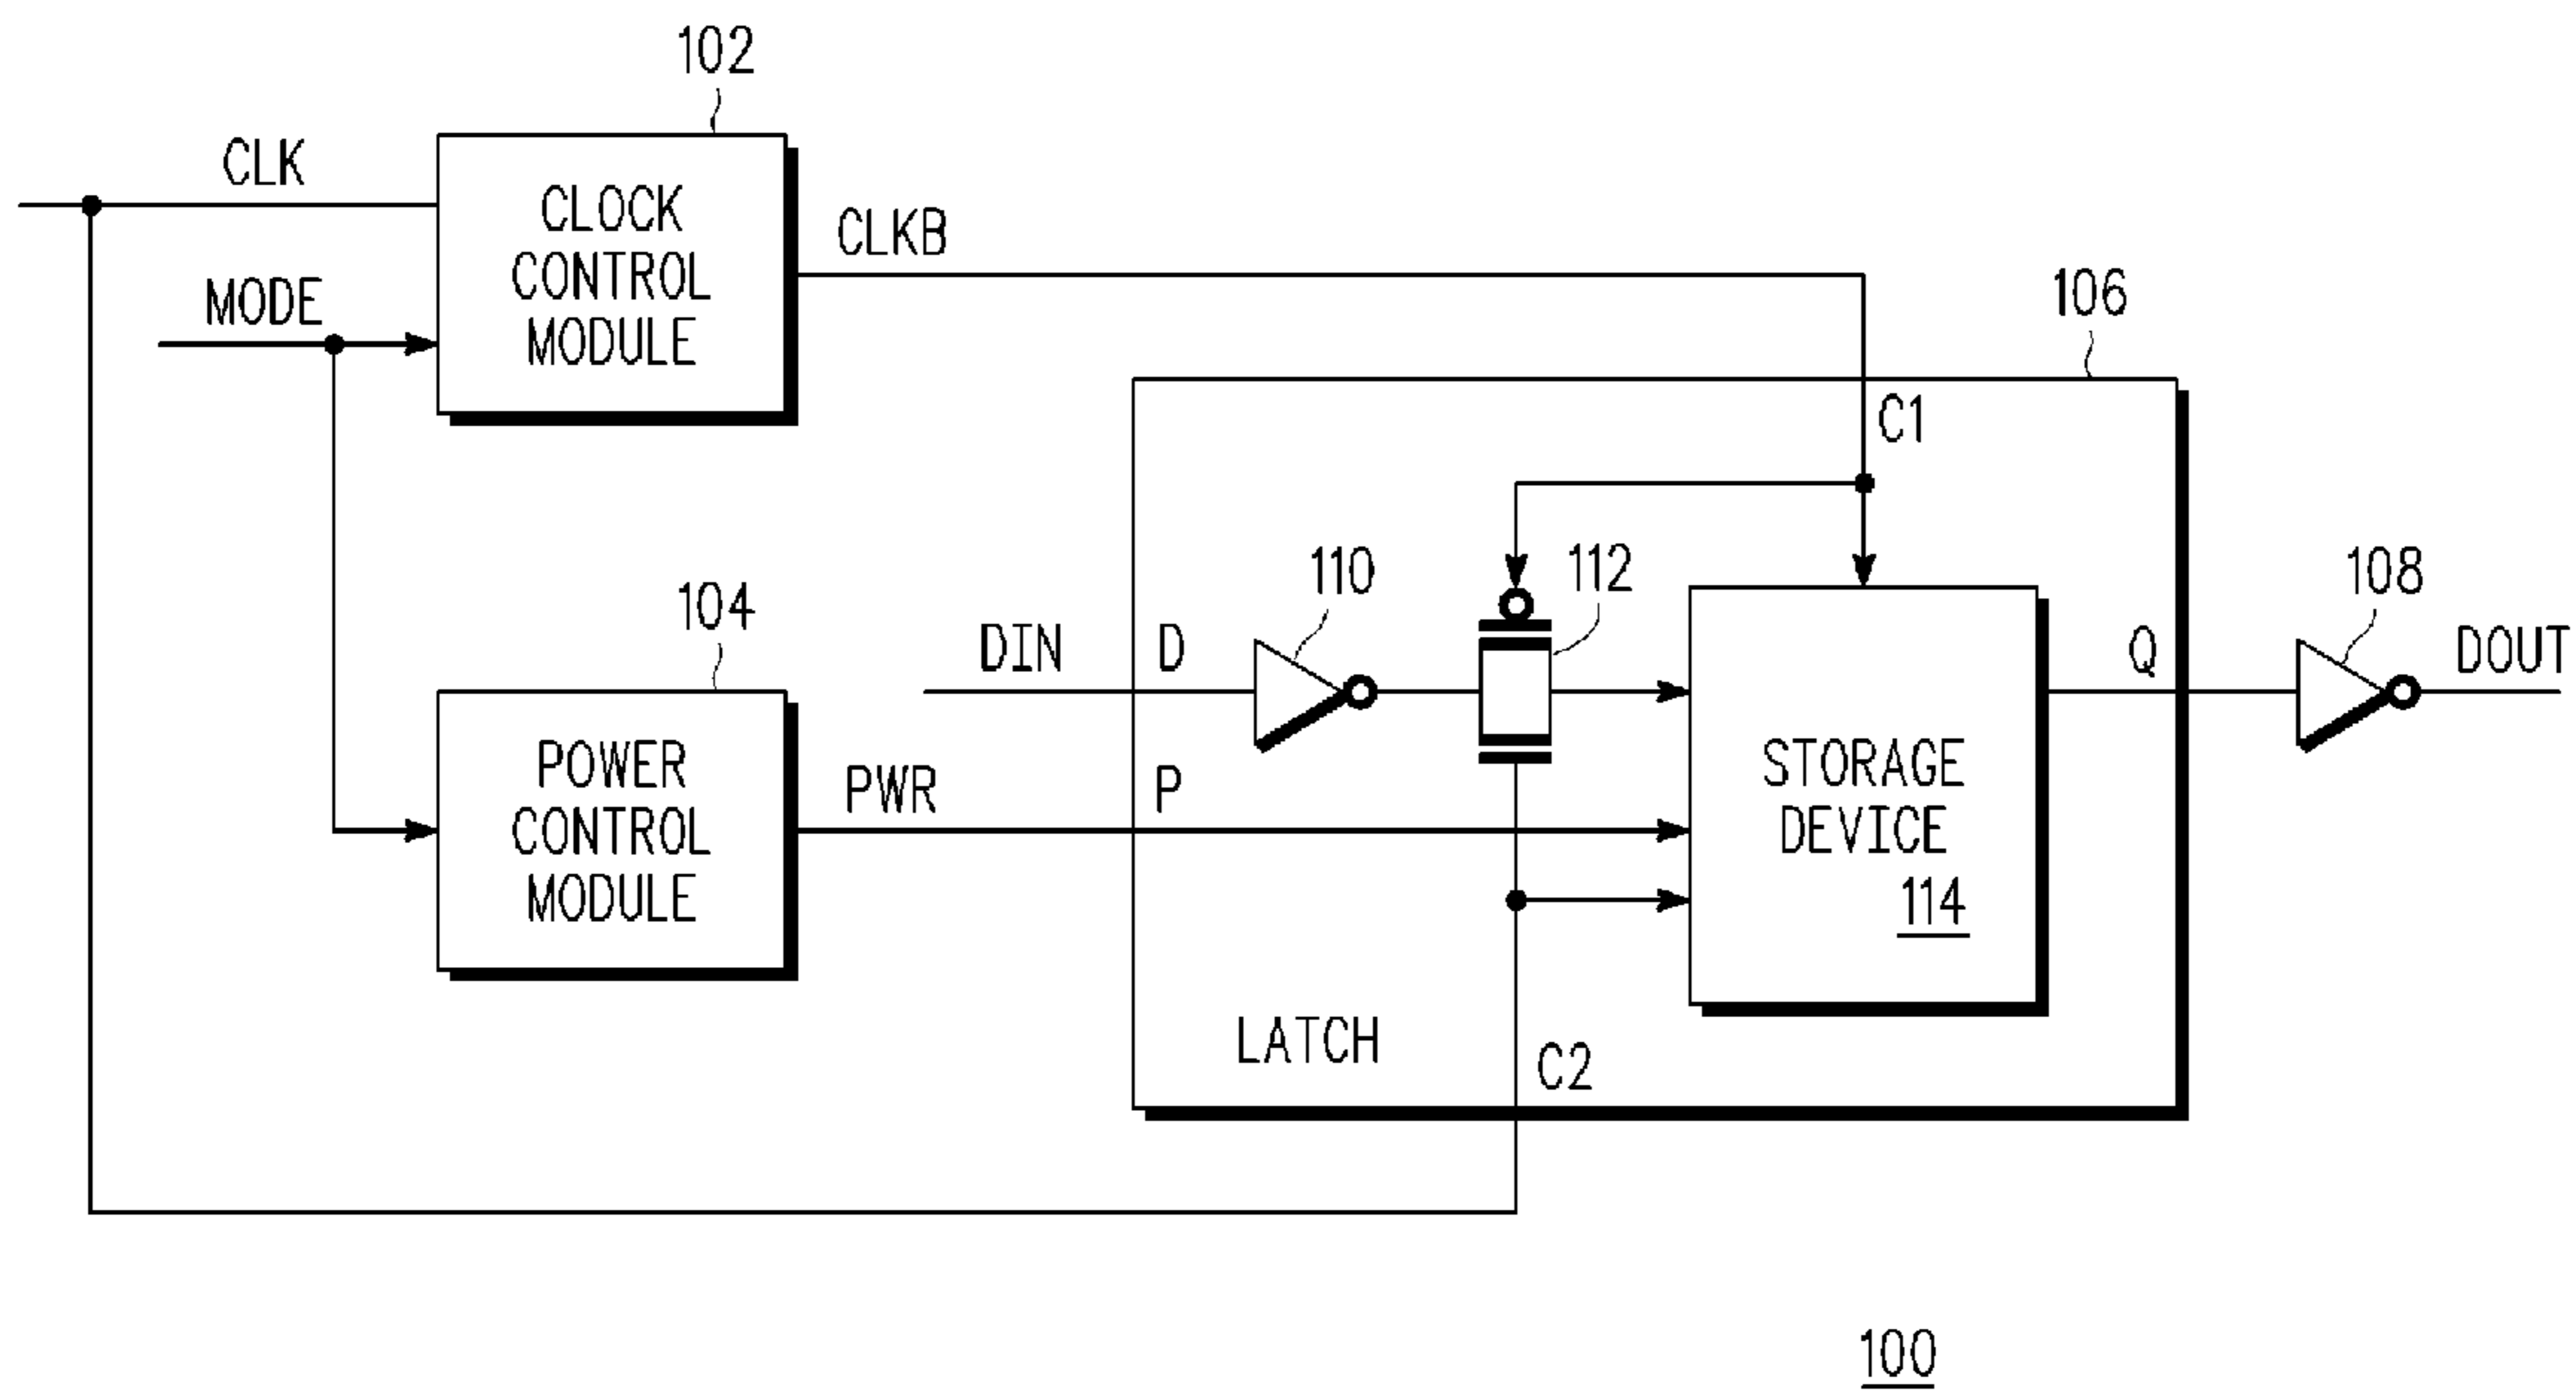 102
CLK
CLOCK
CONTROL
MODULE
CLKB
MODE
106
C1
110
112
108
104
DIN
D
Q
DOUT
POWER
CONTROL
MODULE
PWR
P
STORAGE
DEVICE
114
LATCH
C2
100